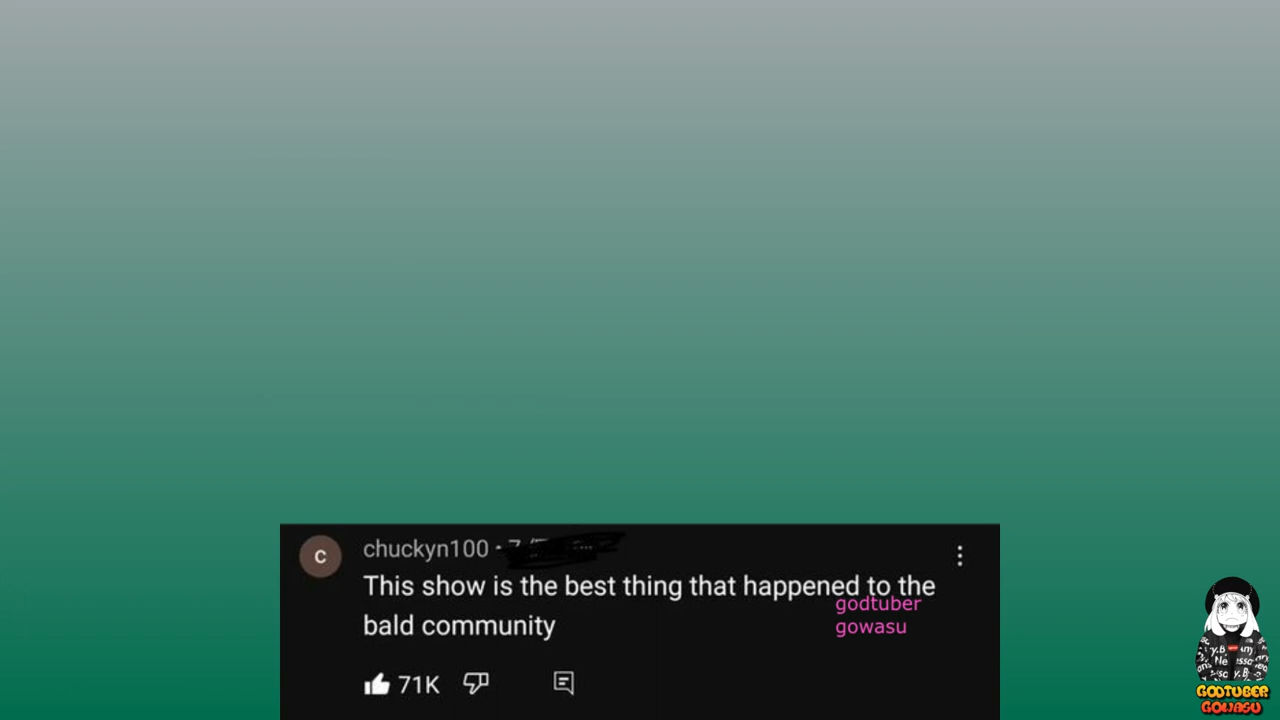 C
chuckyn100 •
This show is the best thing that happened to the
bald community
godtuber
gowasu
71K
GODTUBER
GOWASU